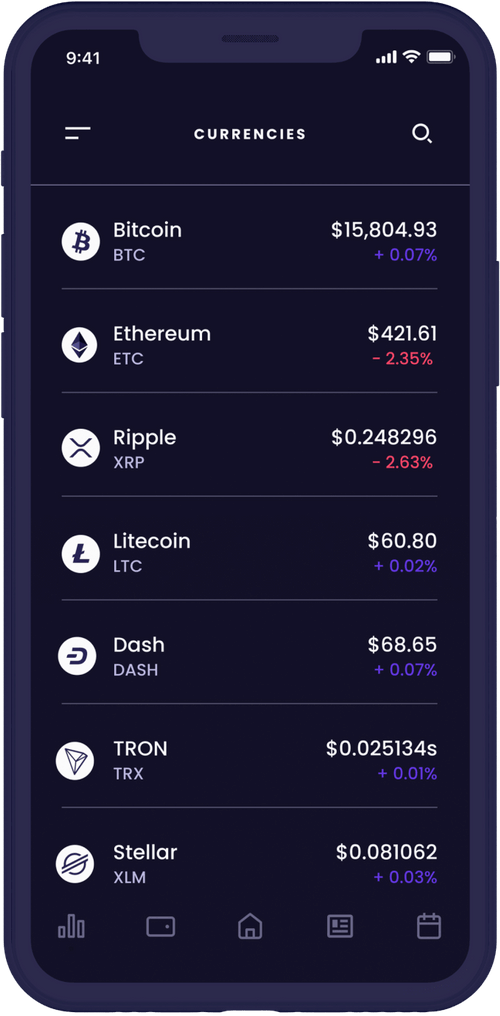 9:41
CURRENCIES
Bitcoin $15,804.93
BTC + 0.07%
Ethereum $421.61
ETC - 2.35%
Ripple $0.248296
XRP - 2.63%
Litecoin $60.80
LTC + 0.02%
Dash $68.65
DASH + 0.07%
TRON $0.025134s
TRX + 0.01%
Stellar $0.081062
XLM + 0.03%